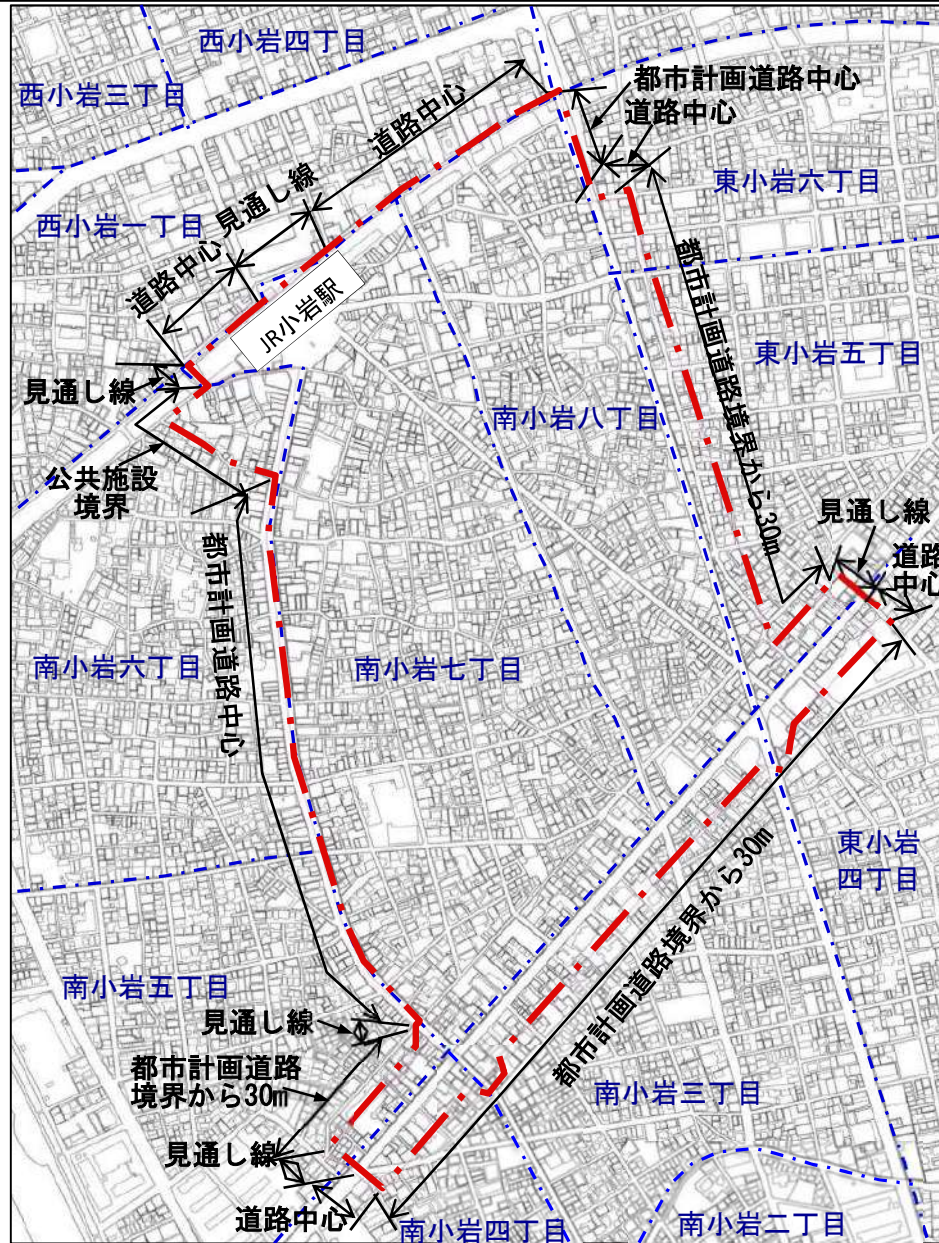 西小岩四丁目
西小岩三丁目
道路中心
都市計画道路中心
道路中心
東小岩六丁目
見通し線
西小岩一丁目
道路中心
JR小岩駅
都市計画道路境界から30m
東小岩五丁目
見通し線
南小岩八丁目
公共施設
境界
見通し線
道路
中心
都市計画道路中心
南小岩六丁目
南小岩七丁目
東小岩
四丁目
都市計画道路境界から30m
南小岩五丁目
見通し線
都市計画道路
境界から30m
南小岩三丁目
見通し線
道路中心
南小岩四丁目
南小岩二丁目